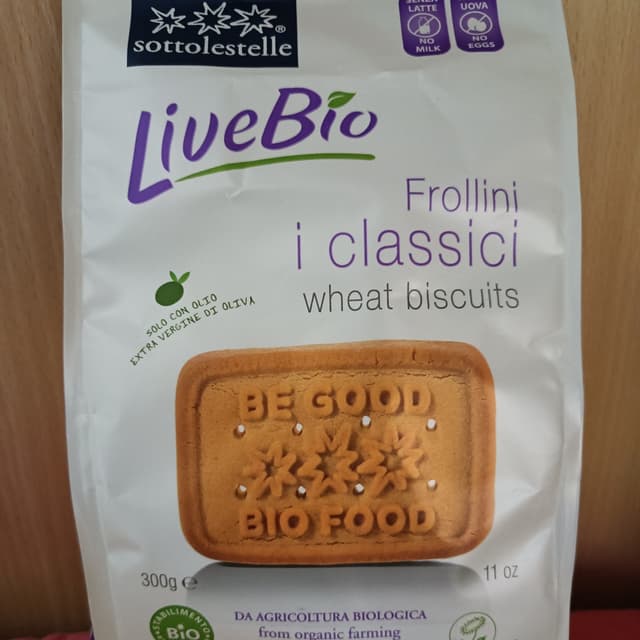 sottolestelle®
SENZA
LATTE
NO
MILK
UOVA
NO
EGGS
LiveBio
Frollini
i classici
wheat biscuits
SOLO CON OLIO
EXTRA VERGINE DI OLIVA
BE GOOD
BIO FOOD
300g ℮
11 oz
STABILIMENTO
Bio
DA AGRICOLTURA BIOLOGICA
from organic farming